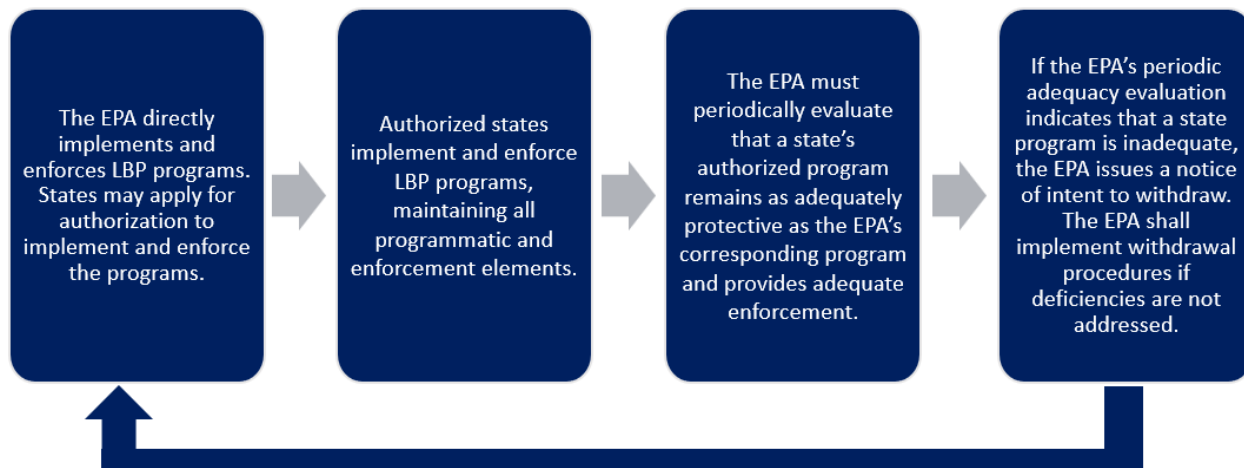 The EPA directly
implements and
enforces LBP programs.
States may apply for
authorization to
implement and enforce
the programs.
Authorized states
implement and enforce
LBP programs,
maintaining all
programmatic and
enforcement elements.
The EPA must
periodically evaluate
that a state’s
authorized program
remains as adequately
protective as the EPA’s
corresponding program
and provides adequate
enforcement.
If the EPA’s periodic
adequacy evaluation
indicates that a state
program is inadequate,
the EPA issues a notice
of intent to withdraw.
The EPA shall
implement withdrawal
procedures if
deficiencies are not
addressed.